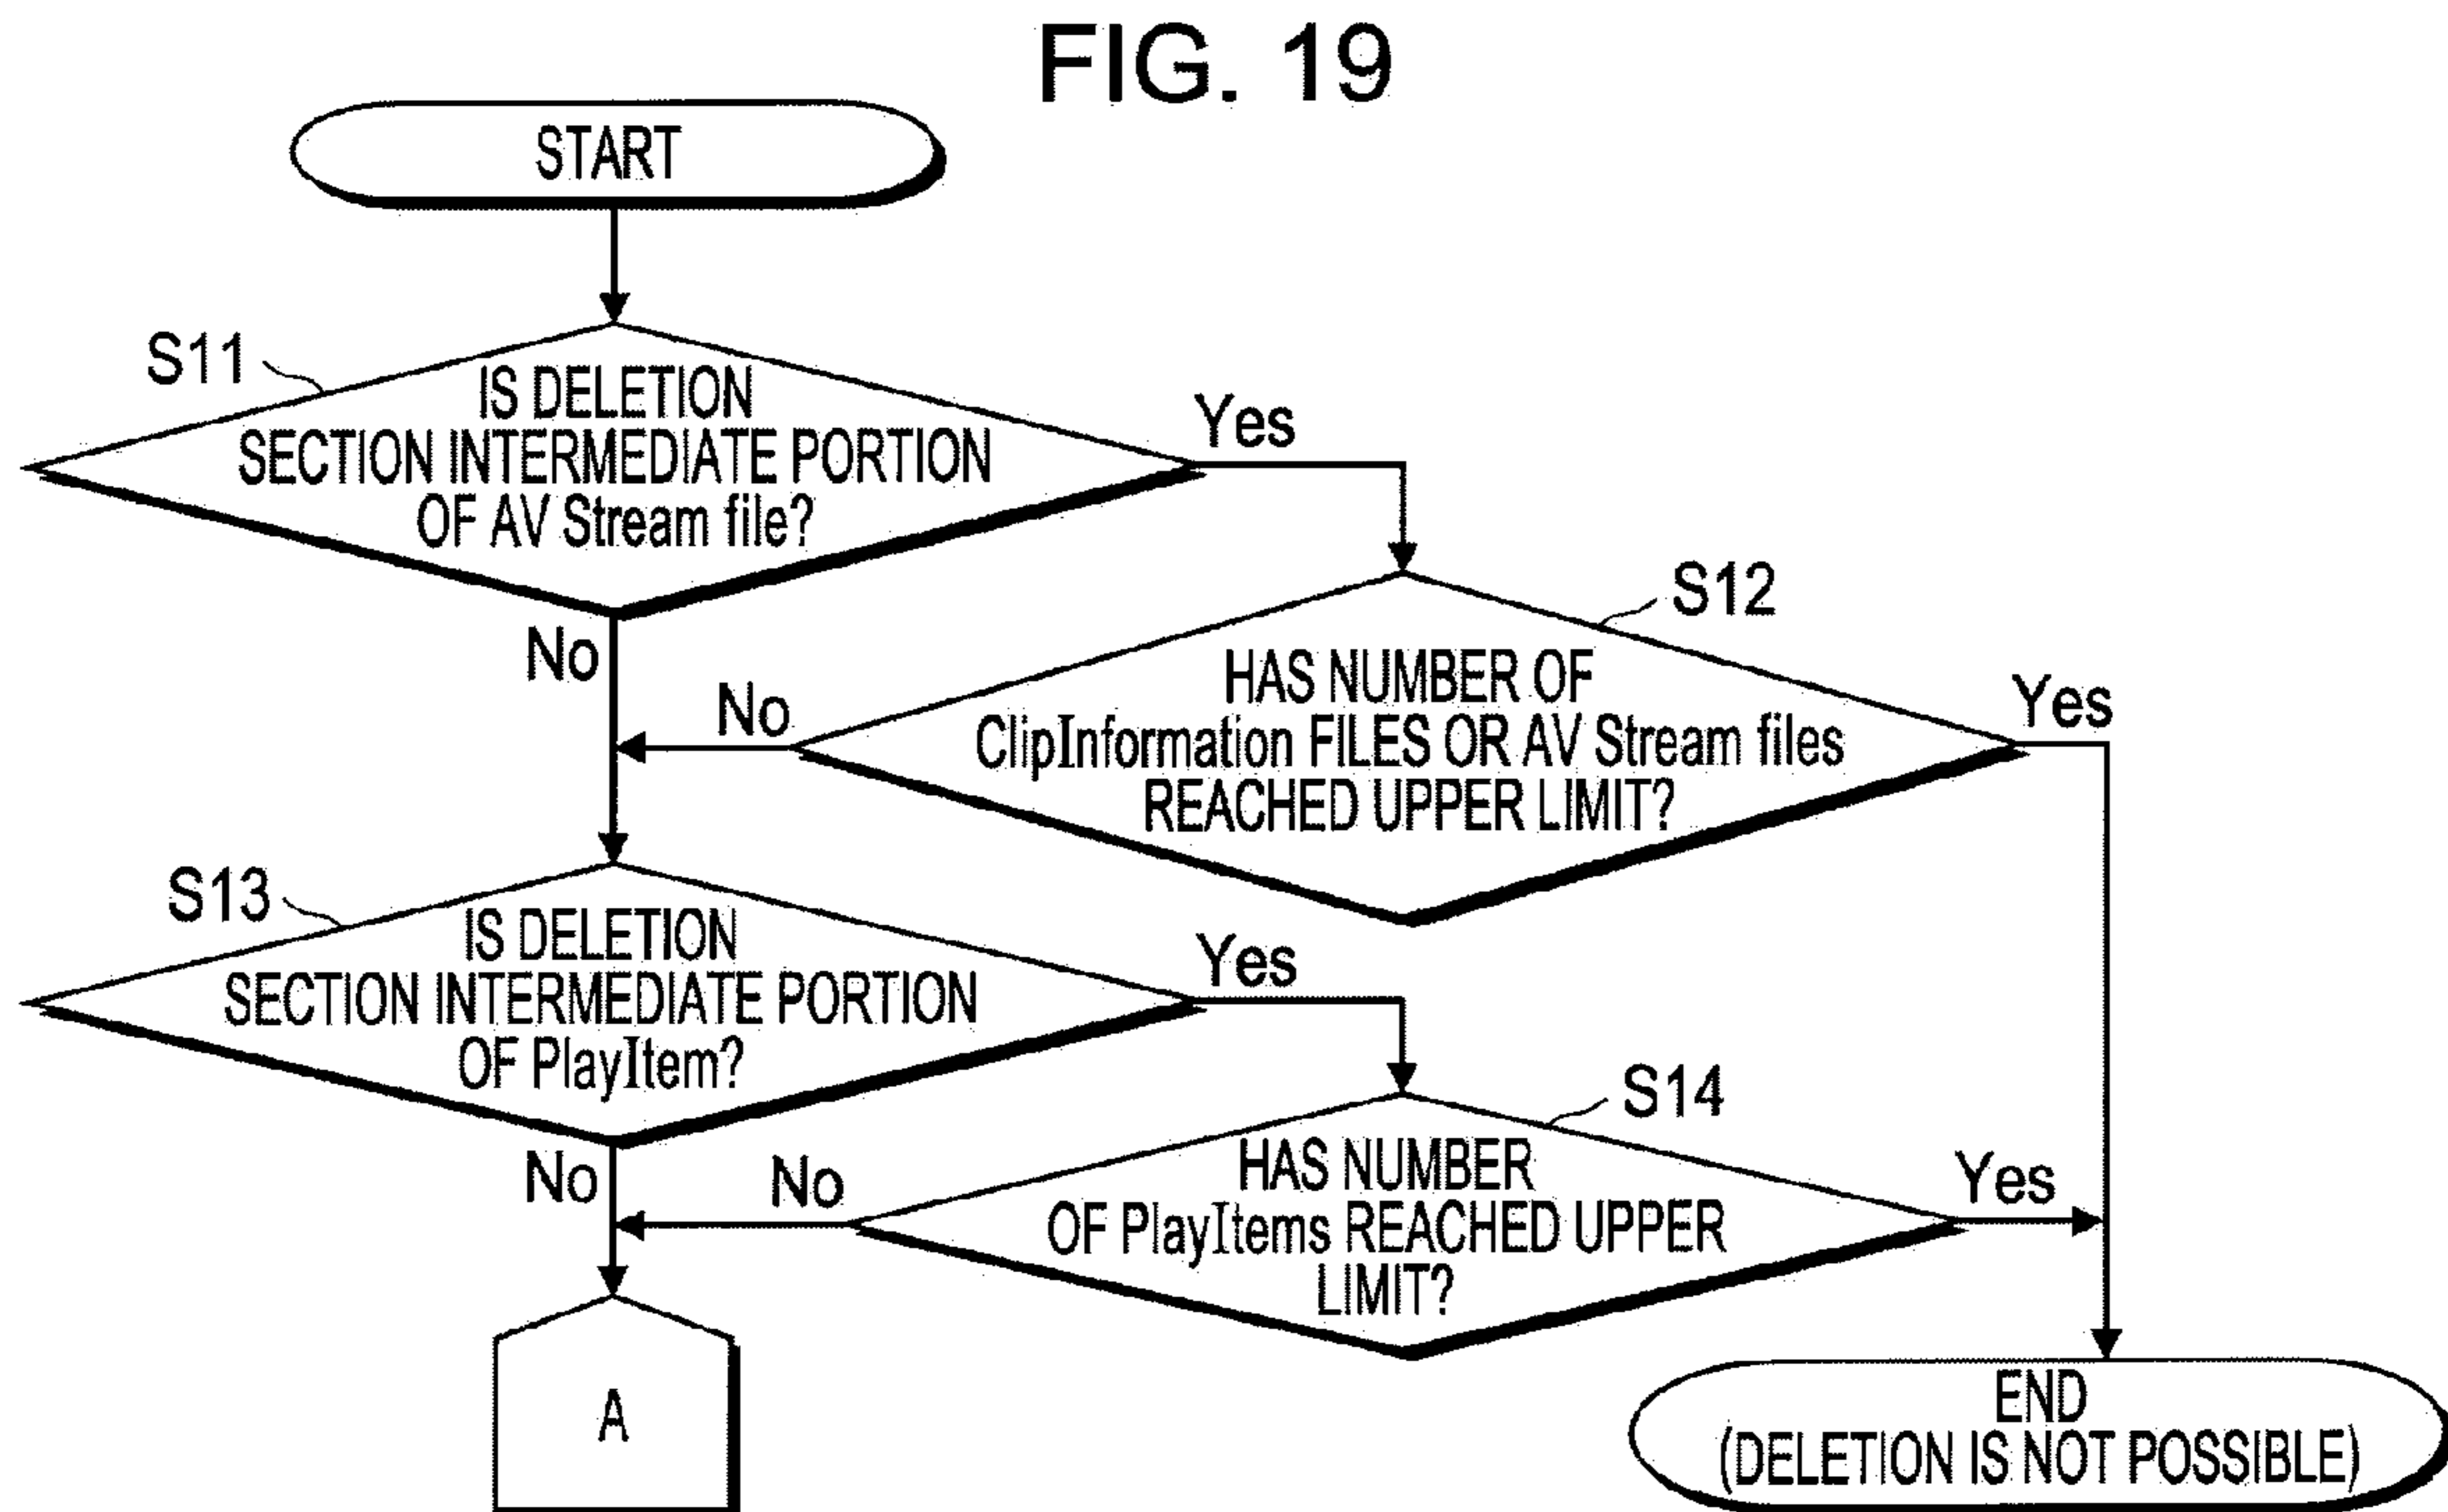 FIG. 19
START
S11
IS DELETION
SECTION INTERMEDIATE PORTION
OF AV Stream file?
Yes
No
S12
HAS NUMBER OF
ClipInformation FILES OR AV Stream files
REACHED UPPER LIMIT?
Yes
No
S13
IS DELETION
SECTION INTERMEDIATE PORTION
OF PlayItem?
Yes
No
S14
HAS NUMBER
OF PlayItems REACHED UPPER
LIMIT?
Yes
No
A
END
(DELETION IS NOT POSSIBLE)